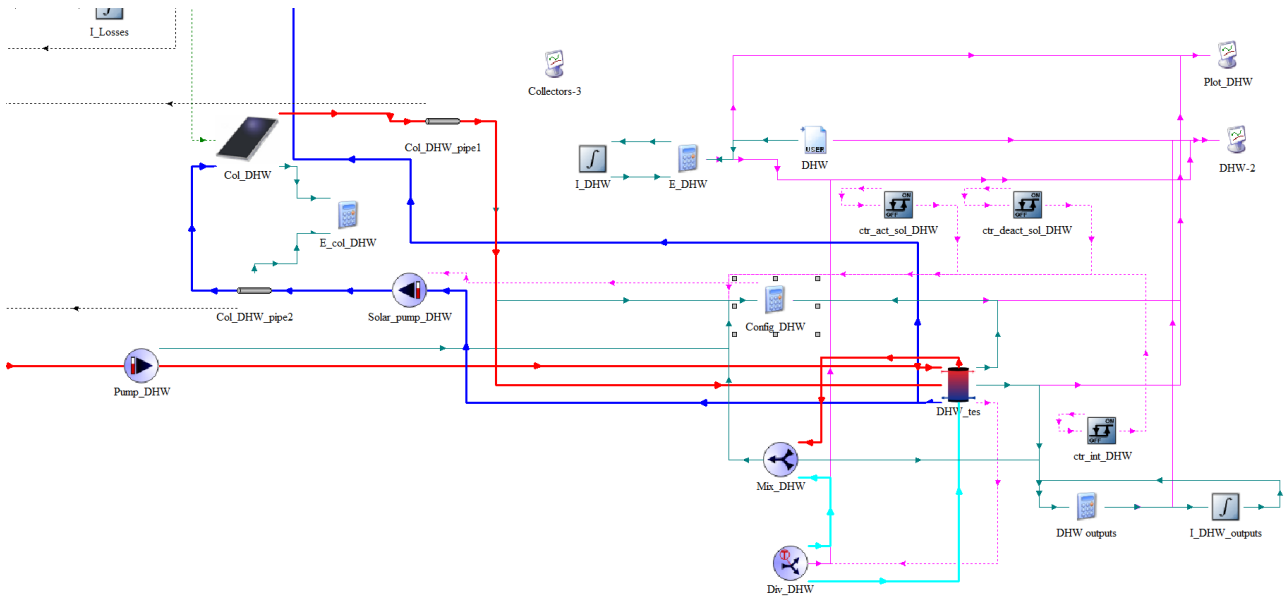 I_Losses
Collectors-3
Plot_DHW
Col_DHW_pipe1
Col_DHW
I_DHW
E_DHW
USER
DHW
DHW-2
ON
OFF
ctr_act_sol_DHW
ON
OFF
ctr_deact_sol_DHW
E_col_DHW
Col_DHW_pipe2
Solar_pump_DHW
Config_DHW
Pump_DHW
DHW_tes
ON
OFF
ctr_int_DHW
Mix_DHW
DHW outputs
I_DHW_outputs
T
Div_DHW